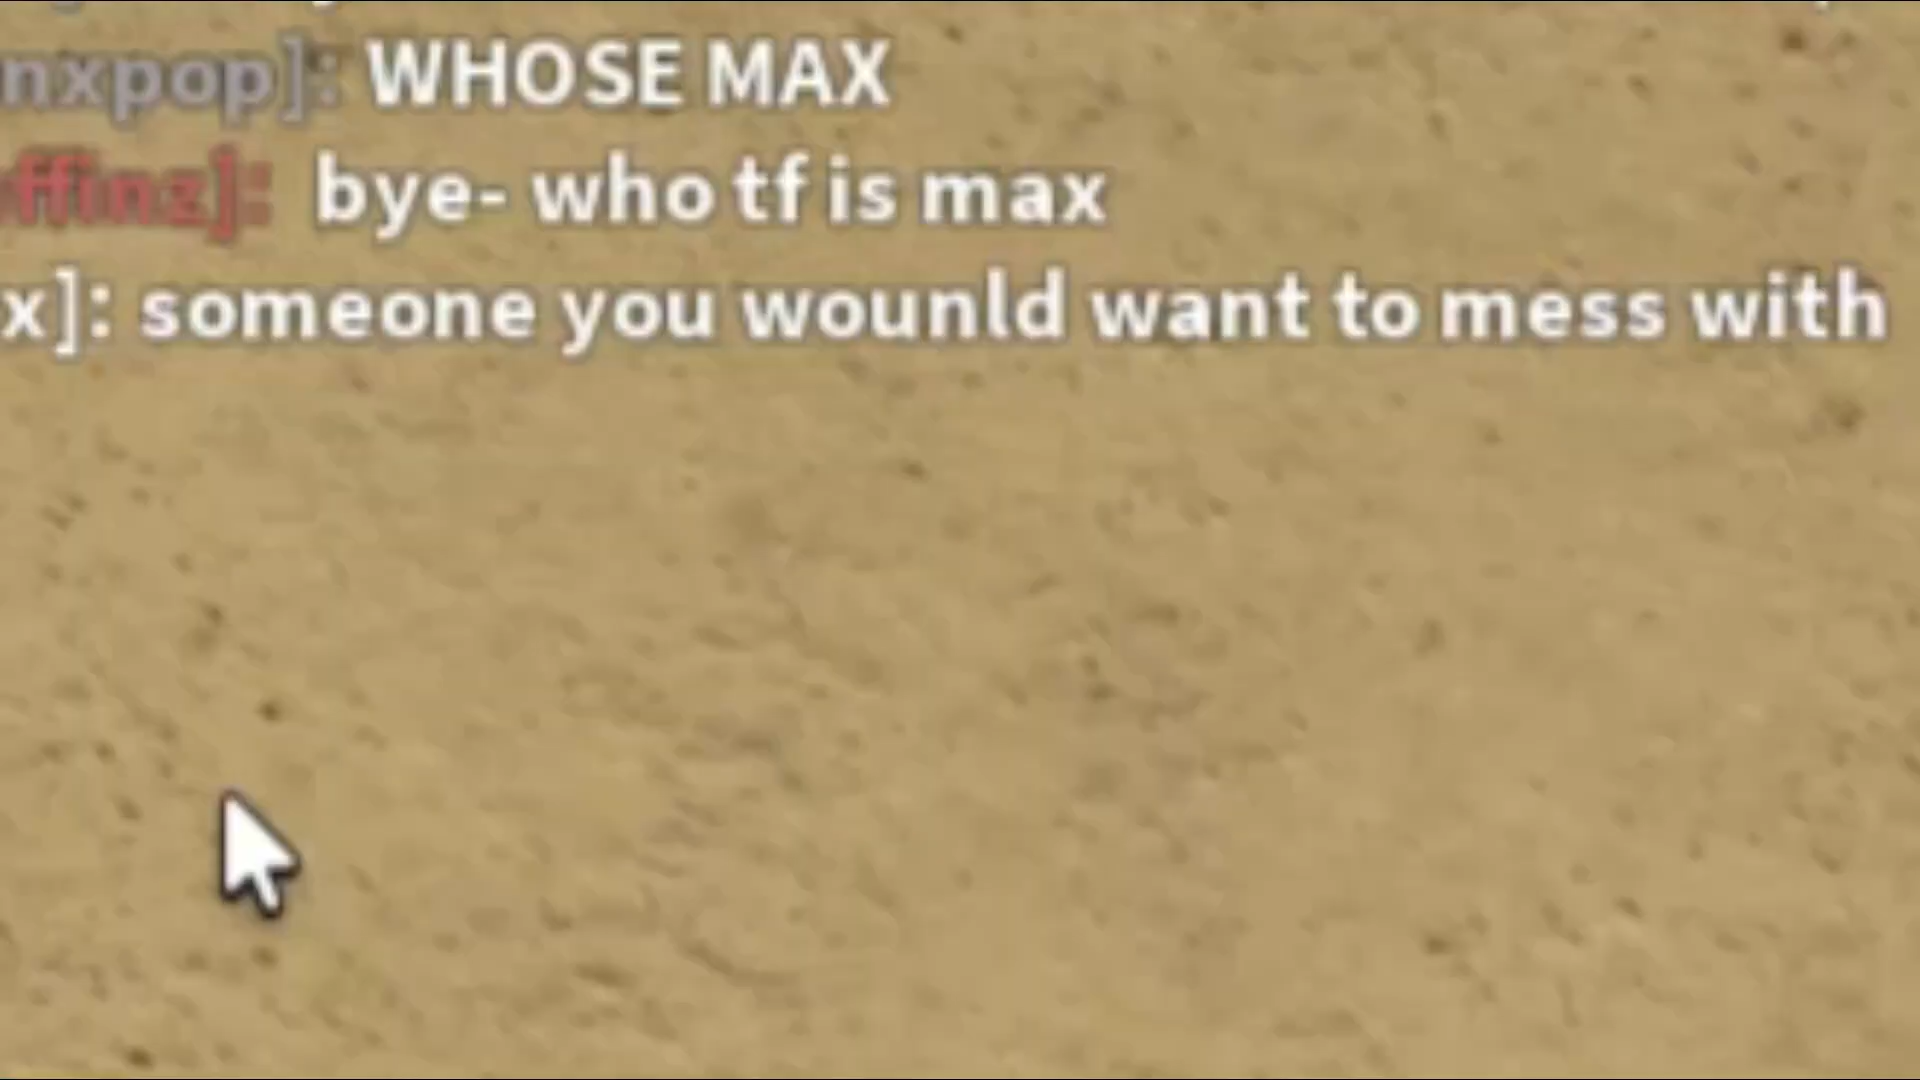 nxpop]: WHOSE MAX
ffinz]: bye- who tf is max
x]: someone you wounld want to mess with